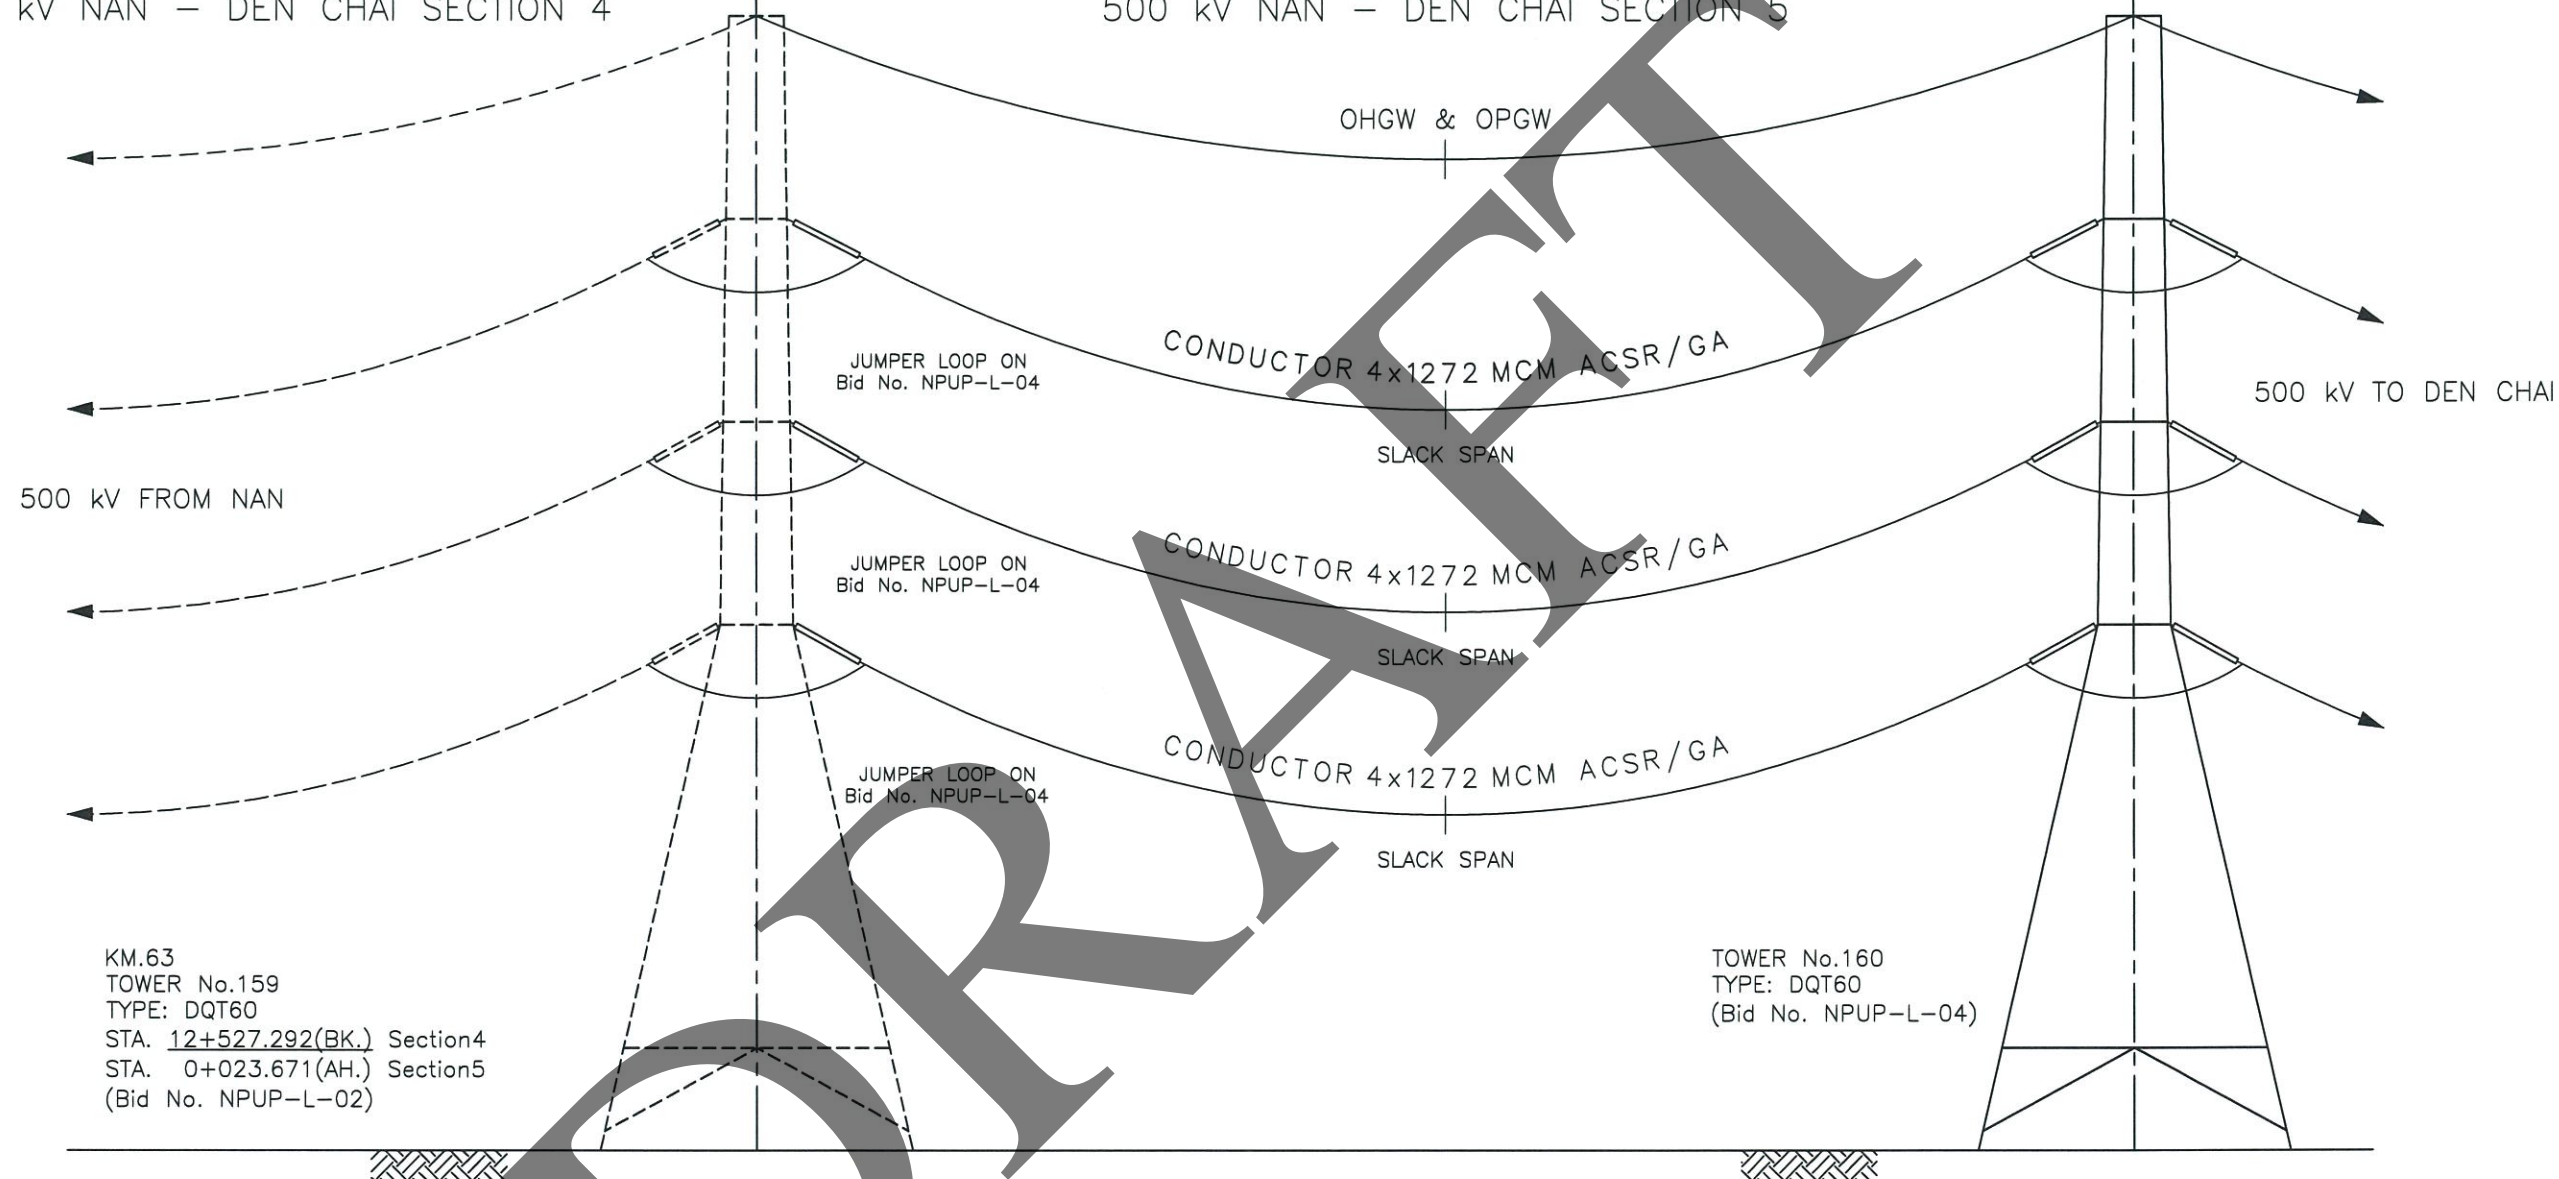 kV NAN – DEN CHAI SECTION 4
500 kV NAN – DEN CHAI SECTION 5
OHGW & OPGW
JUMPER LOOP ON
Bid No. NPUP-L-04
CONDUCTOR 4x1272 MCM ACSR/GA
SLACK SPAN
500 kV TO DEN CHAI
500 kV FROM NAN
JUMPER LOOP ON
Bid No. NPUP-L-04
CONDUCTOR 4x1272 MCM ACSR/GA
SLACK SPAN
JUMPER LOOP ON
Bid No. NPUP-L-04
CONDUCTOR 4x1272 MCM ACSR/GA
SLACK SPAN
KM.63
TOWER No.159
TYPE: DQT60
STA. 12+527.292(BK.) Section4
STA. 0+023.671(AH.) Section5
(Bid No. NPUP-L-02)
TOWER No.160
TYPE: DQT60
(Bid No. NPUP-L-04)
DRAFT